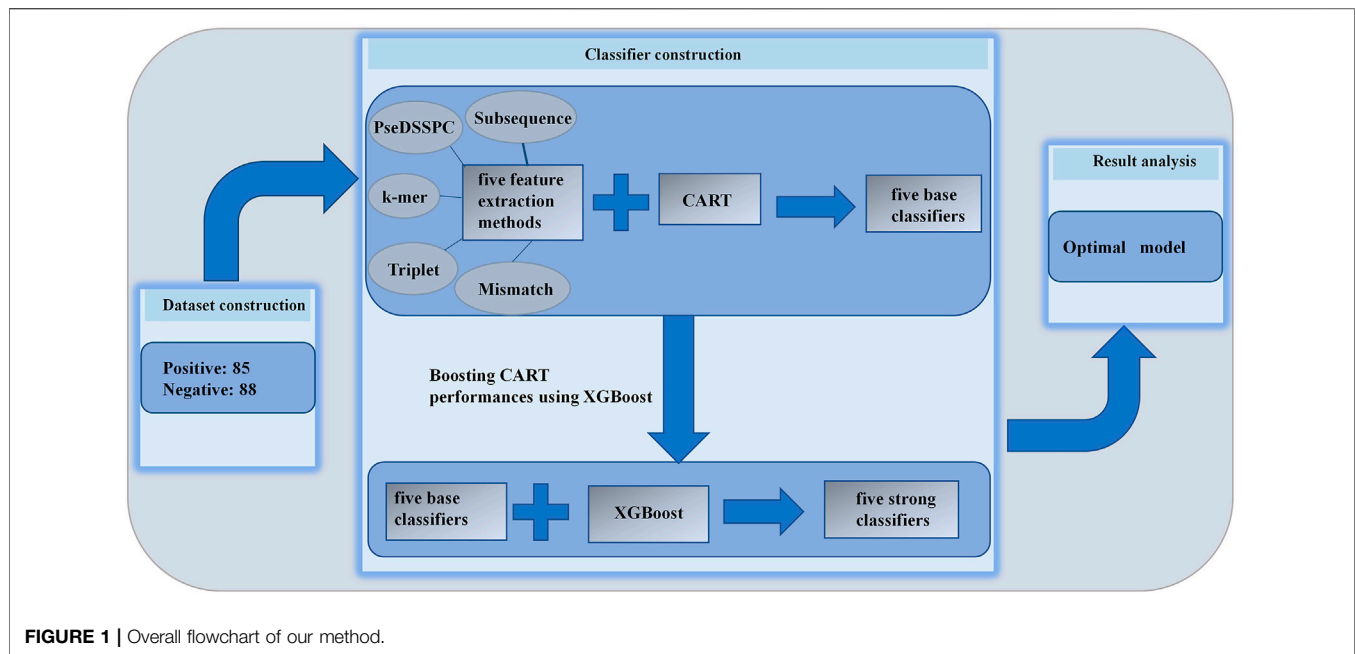 Classifier construction
PseDSSPC
Subsequence
k-mer
Triplet
Mismatch
five feature
extraction
methods
CART
five base
classifiers
Dataset construction
Positive: 85
Negative: 88
Boosting CART
performances using XGBoost
five base
classifiers
XGBoost
five strong
classifiers
Result analysis
Optimal model
FIGURE 1 | Overall flowchart of our method.